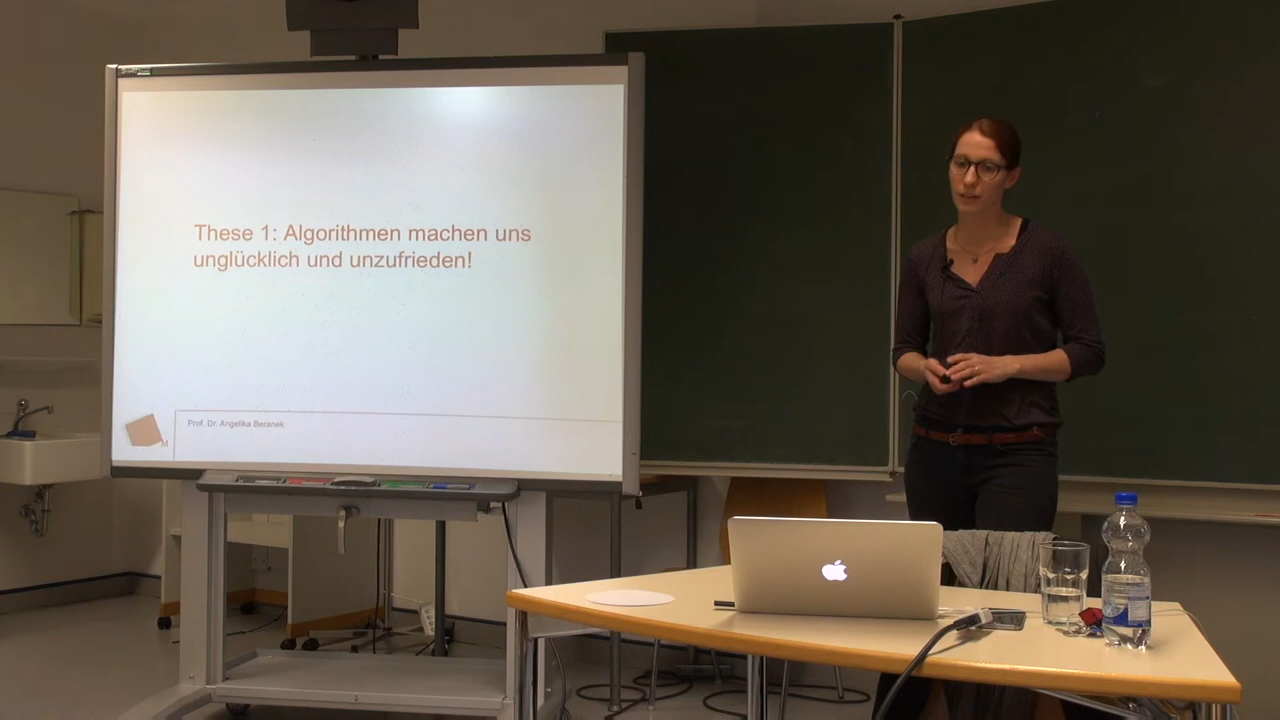 These 1: Algorithmen machen uns
unglücklich und unzufrieden!
Prof. Dr. Angelika Beranek
M